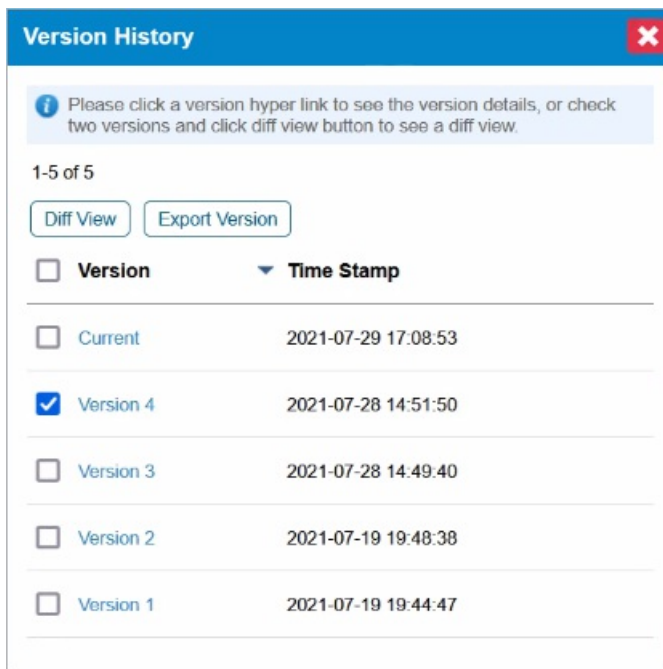 Version History
Please click a version hyper link to see the version details, or check
two versions and click diff view button to see a diff view.
1-5 of 5
Diff View Export Version
Version Time Stamp
Current 2021-07-29 17:08:53
Version 4 2021-07-28 14:51:50
Version 3 2021-07-28 14:49:40
Version 2 2021-07-19 19:48:38
Version 1 2021-07-19 19:44:47